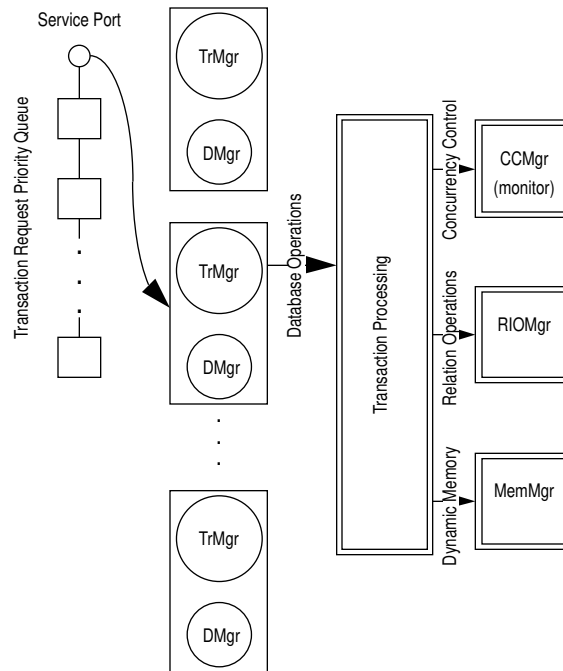 Service Port
Transaction Request Priority Queue
TrMgr
DMgr
TrMgr
DMgr
TrMgr
DMgr
Database Operations
Transaction Processing
Concurrency Control
CCMgr
(monitor)
Relation Operations
RIOMgr
Dynamic Memory
MemMgr